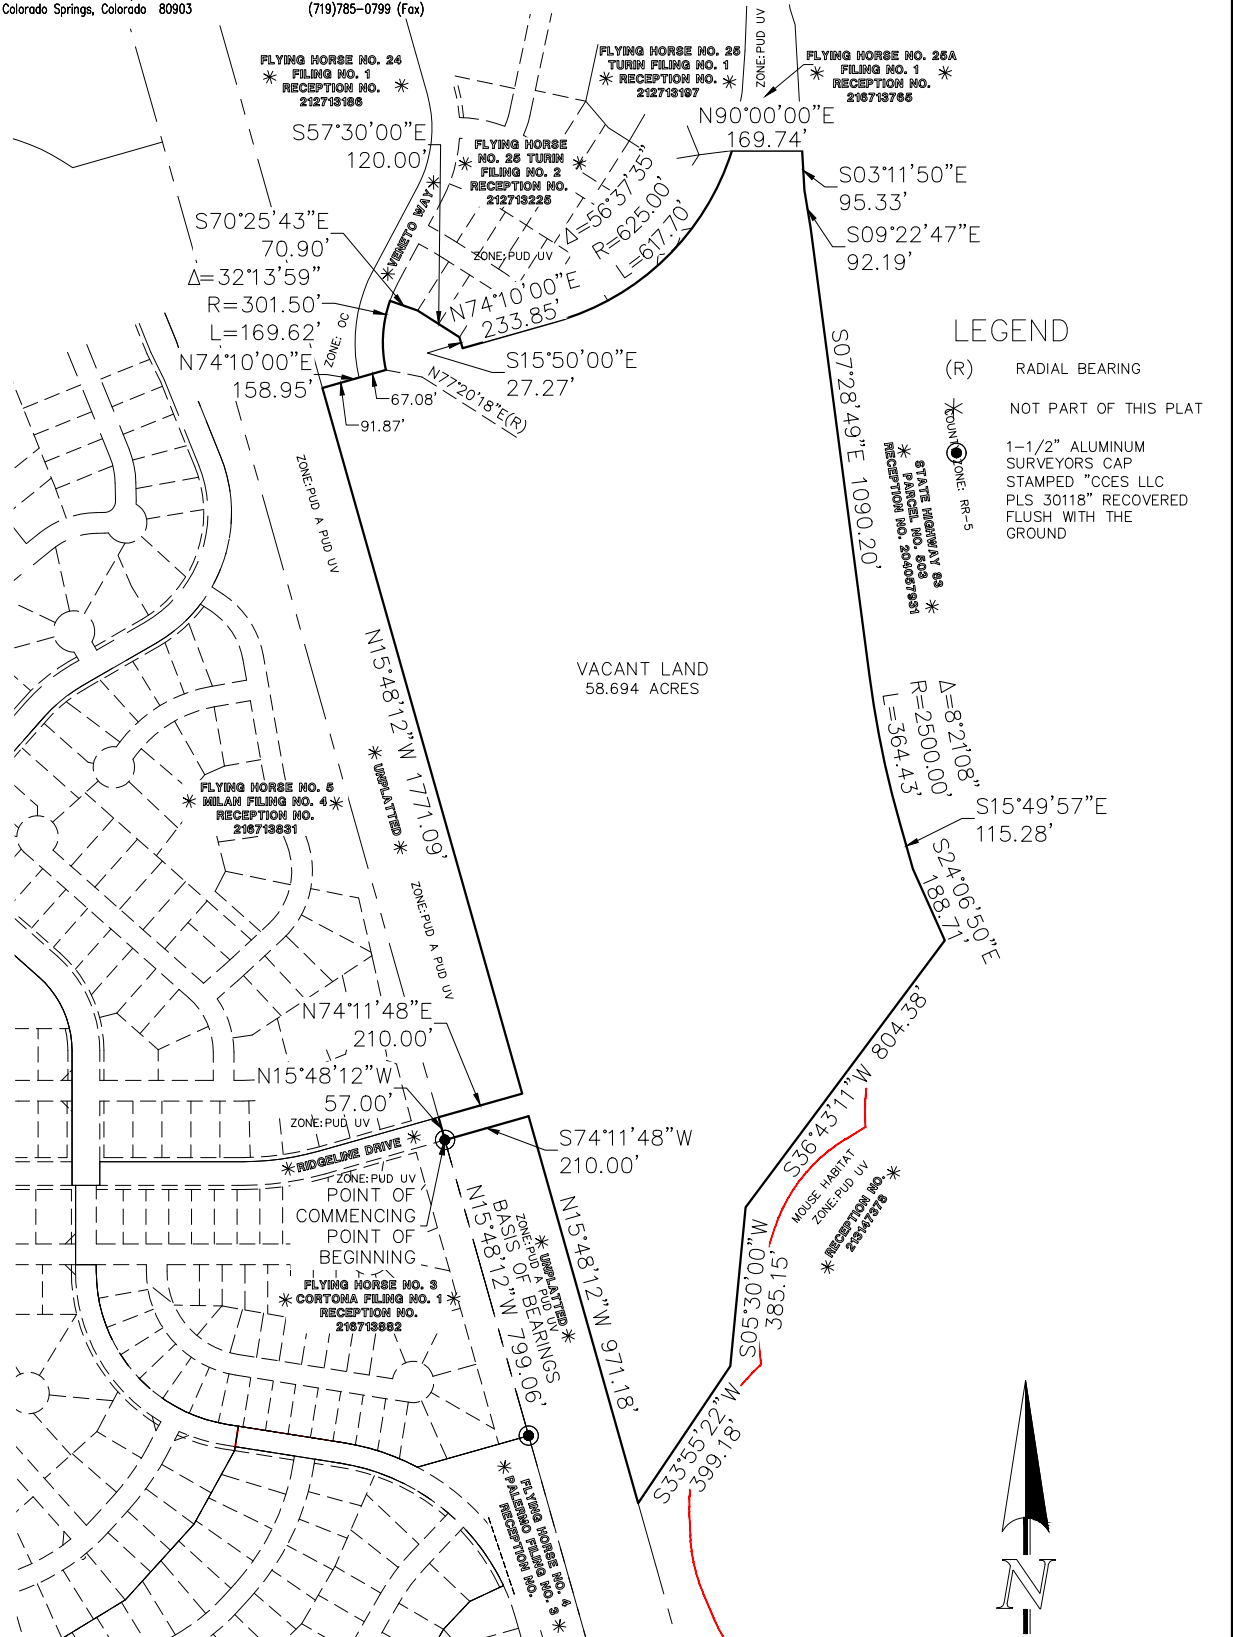 Colorado Springs, Colorado 80903
(719)785-0799 (Fax)
FLYING HORSE NO. 24
FILING NO. 1
RECEPTION NO.
212713186
FLYING HORSE NO. 25
TURIN FILING NO. 1
RECEPTION NO.
212713197
ZONE: PUD UV
FLYING HORSE NO. 25A
FILING NO. 1
RECEPTION NO.
216713765
N90°00'00"E
169.74'
S57°30'00"E
120.00'
FLYING HORSE
NO. 25 TURIN
FILING NO. 2
RECEPTION NO.
212713225
Δ=56°37'35"
R=625.00'
L=617.70'
S03°11'50"E
95.33'
S09°22'47"E
92.19'
S70°25'43"E
70.90'
VENETO WAY
ZONE: PUD UV
Δ=32°13'59"
R=301.50'
L=169.62'
ZONE: OC
N74°10'00"E
233.85'
N74°10'00"E
158.95'
S15°50'00"E
27.27'
N77°20'18"E(R)
67.08'
91.87'
S07°28'49"E 1090.20'
LEGEND
(R) RADIAL BEARING
NOT PART OF THIS PLAT
COUNTY ZONE: RR-5
1-1/2" ALUMINUM
SURVEYORS CAP
STAMPED "CCES LLC
PLS 30118" RECOVERED
FLUSH WITH THE
GROUND
STATE HIGHWAY 83
PARCEL NO. 503
RECEPTION NO. 204057931
ZONE: PUD A PUD UV
N15°48'12"W 1771.09'
VACANT LAND
58.694 ACRES
Δ=8°21'08"
R=2500.00'
L=364.43'
S15°49'57"E
115.28'
S24°06'50"E
188.71'
FLYING HORSE NO. 5
MILAN FILING NO. 4
RECEPTION NO.
216713831
UNPLATTED
ZONE: PUD A PUD UV
N74°11'48"E
210.00'
N15°48'12"W
57.00'
ZONE: PUD UV
RIDGELINE DRIVE
ZONE: PUD UV
S74°11'48"W
210.00'
S36°43'11"W 804.38'
MOUSE HABITAT
ZONE: PUD UV
RECEPTION NO.
213147378
POINT OF
COMMENCING
POINT OF
BEGINNING
N15°48'12"W 799.06'
BASIS OF BEARINGS
ZONE: PUD A PUD UV
UNPLATTED
N15°48'12"W 971.18'
S05°30'00"W
385.15'
FLYING HORSE NO. 3
CORTONA FILING NO. 1
RECEPTION NO.
216713882
S33°55'22"W
399.18'
FLYING HORSE NO. 4
PALERMO FILING NO. 3
RECEPTION NO.
N